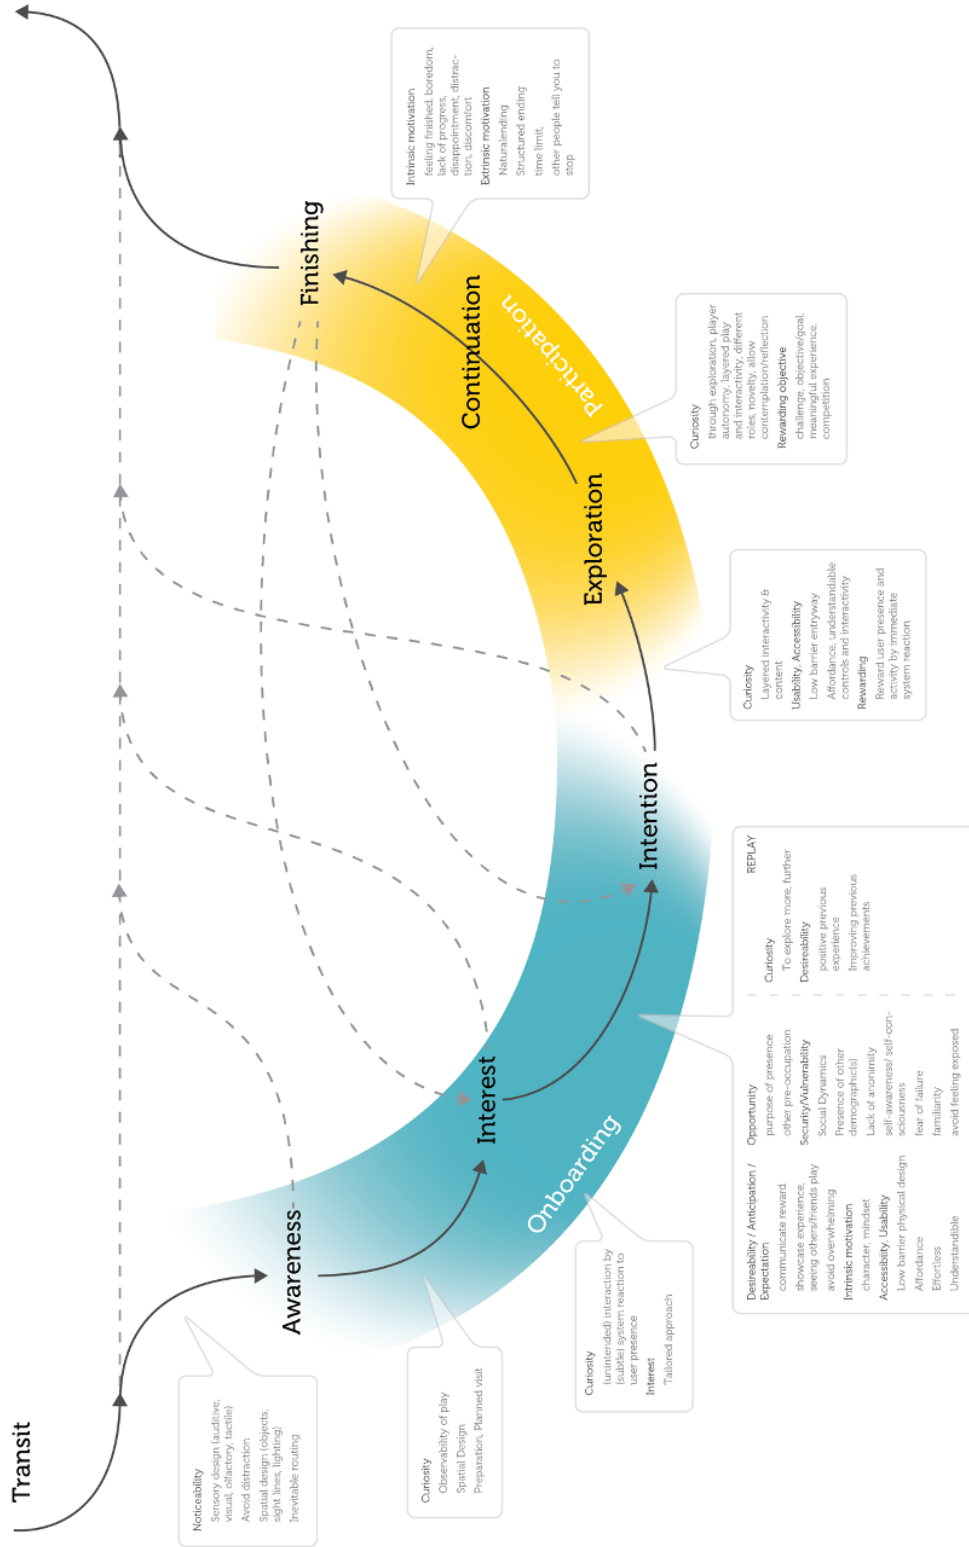 Transit
Noticeability
Sensory design (auditive,
visual, olfactory, tactile)
Avoid distraction
Spatial design (objects,
sight lines, lighting)
Inevitable routing
Awareness
Curiosity
Observability of play
Spatial Design
Preparation, Planned visit
Onboarding
Curiosity
(unintended) interaction by
(subtle) system reaction to
user presence
Interest
Tailored approach
Interest
Desireability / Anticipation /
Expectation
communicate reward
showcase experience,
seeing others/friends play
avoid overwhelming
Intrinsic motivation
character, mindset
Accessibility, Usability
Low barrier physical design
Affordance
Effortless
Understandible
Opportunity
purpose of presence
other pre-occupation
Security/Vulnerability
Social Dynamics
Presence of other
demographic(s)
Lack of anonimity
self-awareness/ self-con-
sciousness
fear of failure
familiarity
avoid feeling exposed
REPLAY
Curiosity
To explore more, further
Desireability
positive previous
experience
Improving previous
achievements
Intention
Curiosity
Layered interactivity &
content
Usability, Accessibility
Low barrier entryway
Affordance, understandable
controls and interactivity
Rewarding
Reward user presence and
activity by immediate
system reaction
Exploration
Participation
Curiosity
through exploration, player
autonomy, layered play
and interactivity, different
roles, novelty, allow
contemplation/reflection
Rewarding objective
challenge, objective/goal,
meaningful experience,
competition
Continuation
Intrinsic motivation
feeling finished, boredom,
lack of progress,
disappointment, distrac-
tion, discomfort
Extrinsic motivation
Naturalending
Structured ending
time limit,
other people tell you to
stop
Finishing